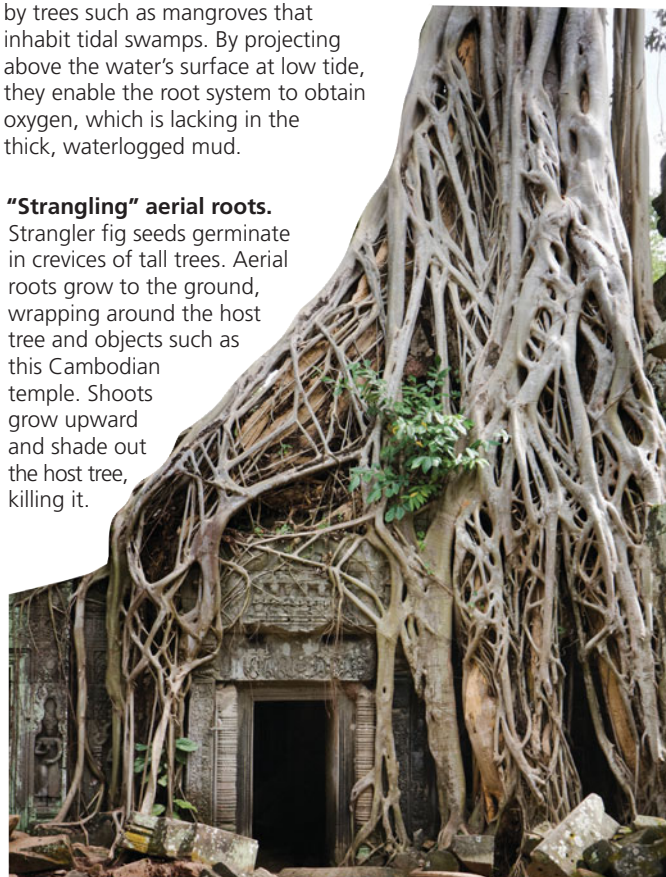 by trees such as mangroves that
inhabit tidal swamps. By projecting
above the water’s surface at low tide,
they enable the root system to obtain
oxygen, which is lacking in the
thick, waterlogged mud.
“Strangling” aerial roots.
Strangler fig seeds germinate
in crevices of tall trees. Aerial
roots grow to the ground,
wrapping around the host
tree and objects such as
this Cambodian
temple. Shoots
grow upward
and shade out
the host tree,
killing it.